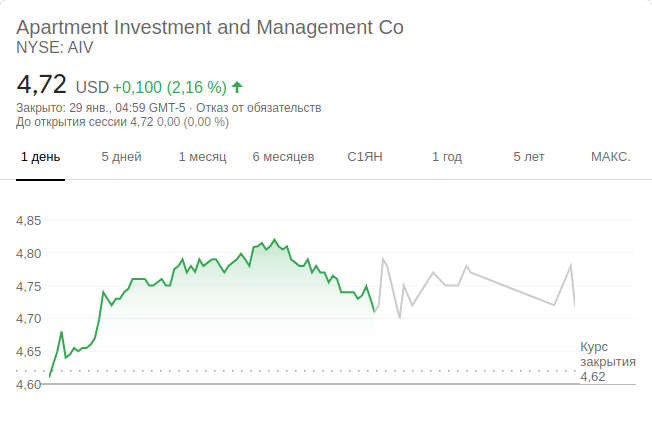 Apartment Investment and Management Co
NYSE: AIV
4,72 USD +0,100 (2,16 %)
Закрыто: 29 янв., 04:59 GMT-5 · Отказ от обязательств
До открытия сессии 4,72 0,00 (0,00 %)
1 день 5 дней 1 месяц 6 месяцев С1ЯН 1 год 5 лет МАКС.
4,85
4,80
4,75
4,70
4,65
4,60
Курс
закрытия
4,62